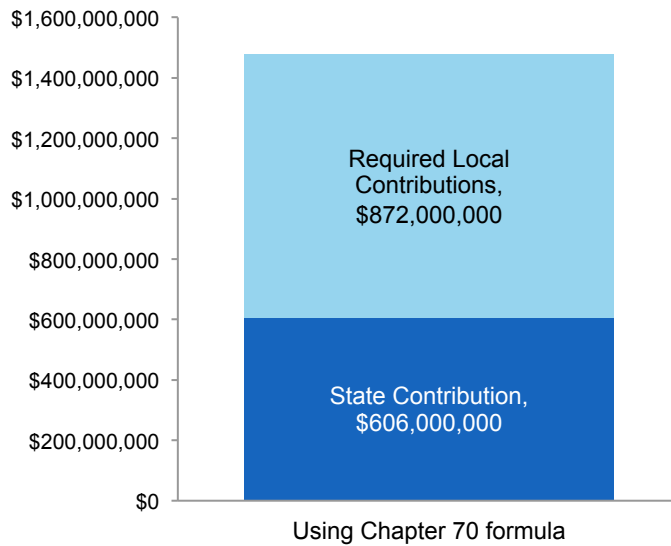 $1,600,000,000
$1,400,000,000
$1,200,000,000
$1,000,000,000
$800,000,000
$600,000,000
$400,000,000
$200,000,000
$0
Required Local
Contributions,
$872,000,000
State Contribution,
$606,000,000
Using Chapter 70 formula